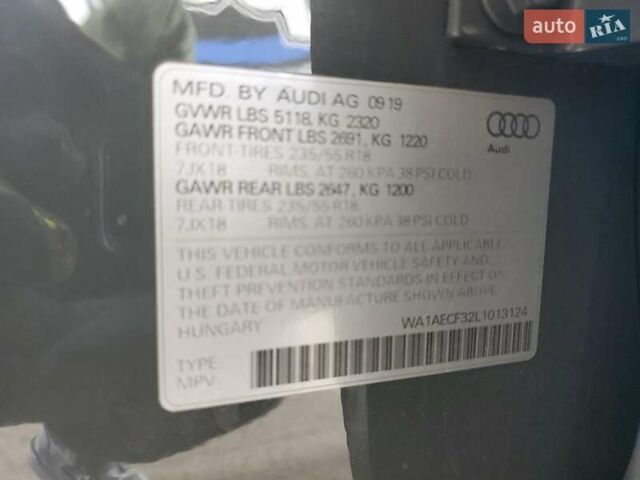 auto RIA .com
MFD. BY AUDI AG 09 19
GVWR LBS 5118, KG 2320
GAWR FRONT LBS 2691, KG 1220
FRONT-TIRES 235/55 R18
7JX18 RIMS, AT 260 KPA 38 PSI COLD
GAWR REAR LBS 2647, KG 1200
REAR-TIRES 235/55 R18
7JX18 RIMS, AT 260 KPA 38 PSI COLD
Audi
THIS VEHICLE CONFORMS TO ALL APPLICABLE
U.S. FEDERAL MOTOR VEHICLE SAFETY AND
THEFT PREVENTION STANDARDS IN EFFECT ON
THE DATE OF MANUFACTURE SHOWN ABOVE.
HUNGARY
WA1AECF32L1013124
TYPE
MPV